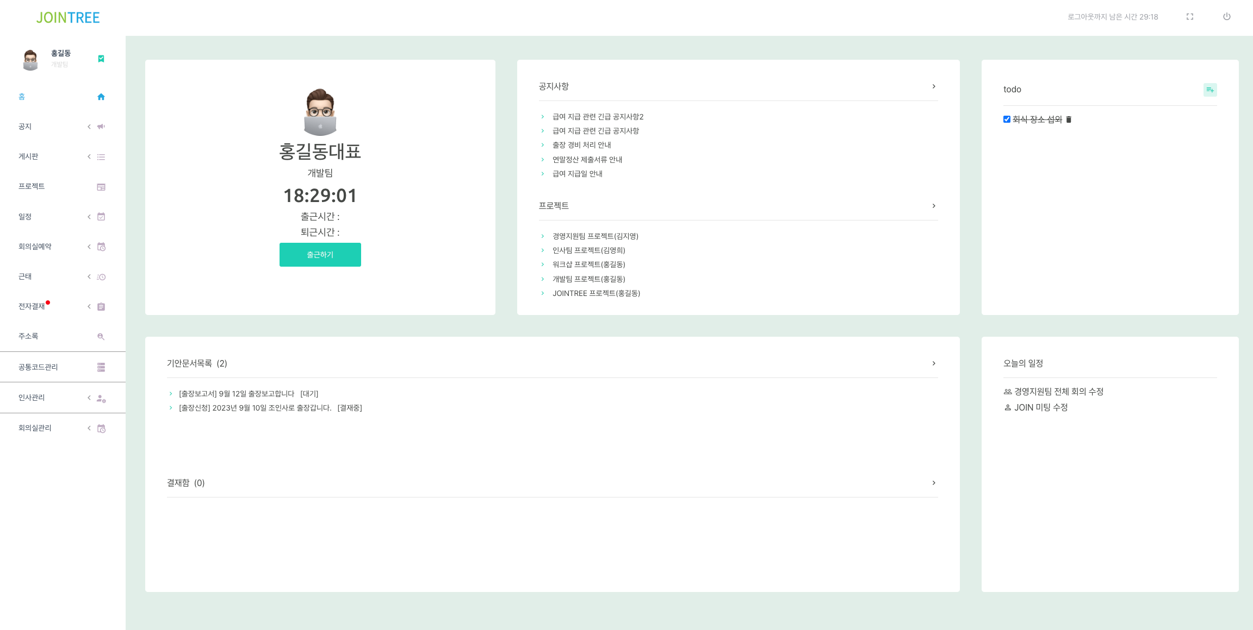 JOINTREE
로그아웃까지 남은 시간 29:18
홍길동
개발팀
홈
공지
게시판
프로젝트
일정
회의실예약
근태
전자결재
주소록
공통코드관리
인사관리
회의실관리
홍길동대표
개발팀
18:29:01
출근시간 :
퇴근시간 :
출근하기
공지사항
급여 지급 관련 긴급 공지사항2
급여 지급 관련 긴급 공지사항
출장 경비 처리 안내
연말정산 제출서류 안내
급여 지급일 안내
프로젝트
경영지원팀 프로젝트(김지영)
인사팀 프로젝트(김영희)
워크샵 프로젝트(홍길동)
개발팀 프로젝트(홍길동)
JOINTREE 프로젝트(홍길동)
todo
회식 장소 섭외
기안문서목록 (2)
[출장보고서] 9월 12일 출장보고합니다 [대기]
[출장신청] 2023년 9월 10일 조인사로 출장갑니다. [결재중]
결재함 (0)
오늘의 일정
경영지원팀 전체 회의 수정
JOIN 미팅 수정